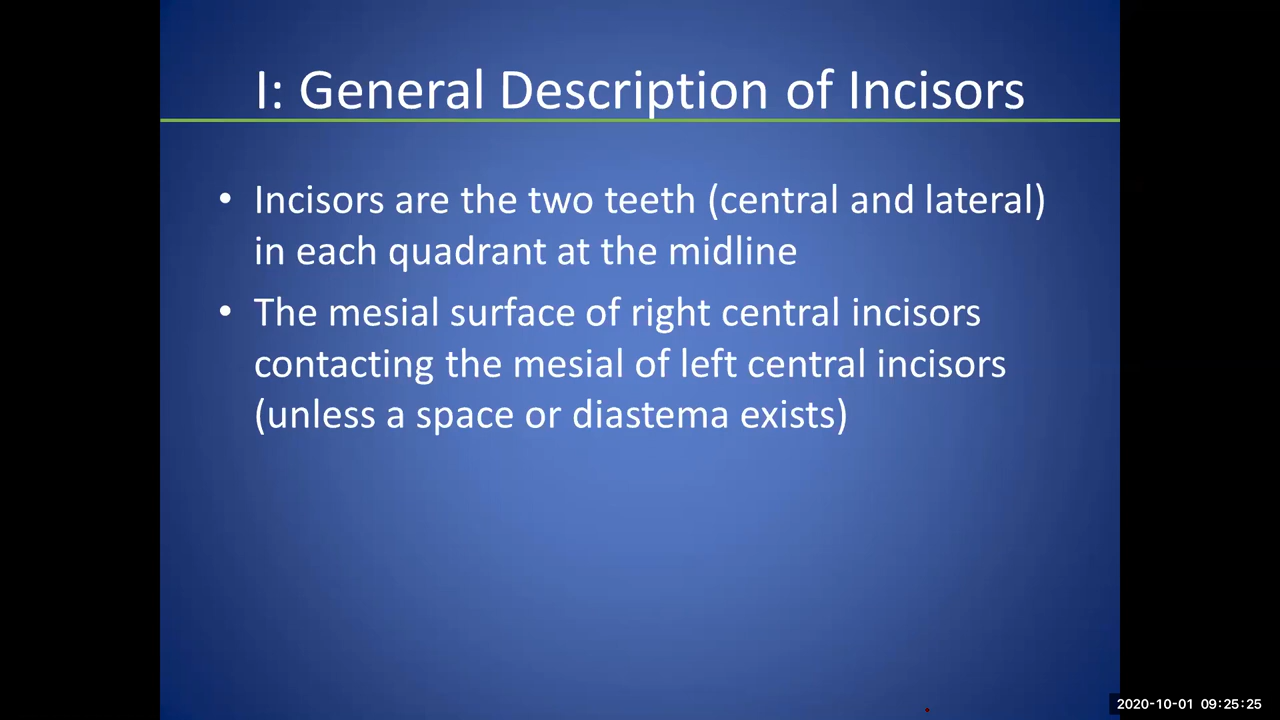 I: General Description of Incisors
• Incisors are the two teeth (central and lateral)
in each quadrant at the midline
• The mesial surface of right central incisors
contacting the mesial of left central incisors
(unless a space or diastema exists)
2020-10-01 09:25:25